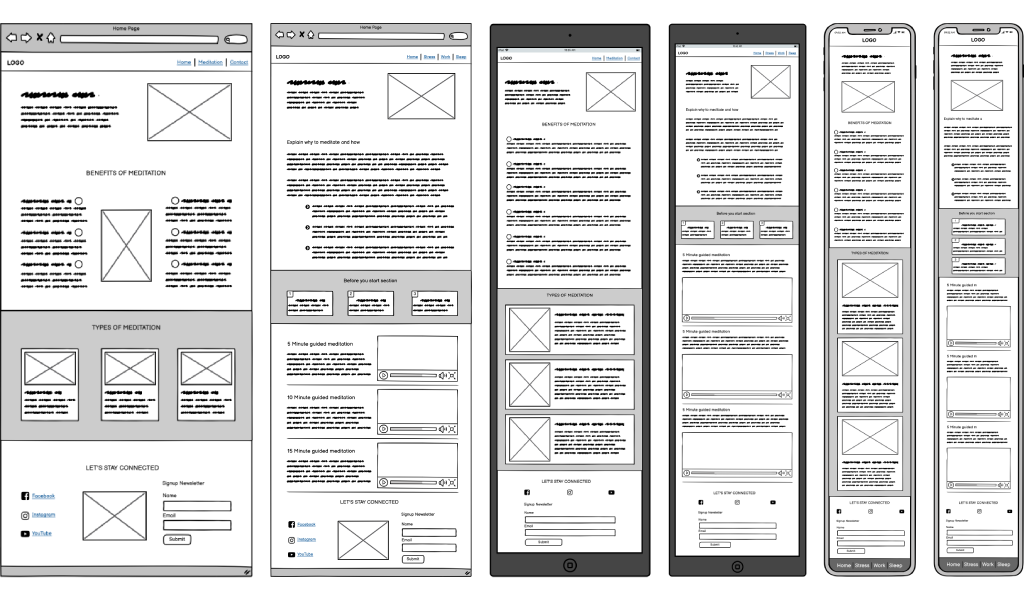 Home Page
LOGO
Home | Meditation | Contact
BENEFITS OF MEDITATION
TYPES OF MEDITATION
LET'S STAY CONNECTED
Facebook
Instagram
YouTube
Signup Newsletter
Name
Email
Submit
LOGO
Home | Stress | Work | Sleep
Explain why to meditate and how
Before you start section
1
2
3
5 Minute guided meditation
10 Minute guided meditation
15 Minute guided meditation
LET'S STAY CONNECTED
Facebook
Instagram
YouTube
Signup Newsletter
Name
Email
Submit
LOGO
Home | Meditation | Contact
BENEFITS OF MEDITATION
TYPES OF MEDITATION
LET'S STAY CONNECTED
Signup Newsletter
Name
Email
Submit
LOGO
Home | Stress | Work | Sleep
Explain why to meditate and how
Before you start section
5 Minute guided meditation
5 Minute guided meditation
5 Minute guided meditation
LET'S STAY CONNECTED
Signup Newsletter
Name
Email
Submit
LOGO
BENEFITS OF MEDITATION
TYPES OF MEDITATION
LET'S STAY CONNECTED
Signup Newsletter
Name
Email
Submit
Home Stress Work Sleep
LOGO
Explain why to meditate a
Before you start section
5 Minute guided m
5 Minute guided m
5 Minute guided m
LET'S STAY CONNECTED
Signup Newsletter
Name
Email
Submit
Home Stress Work Sleep